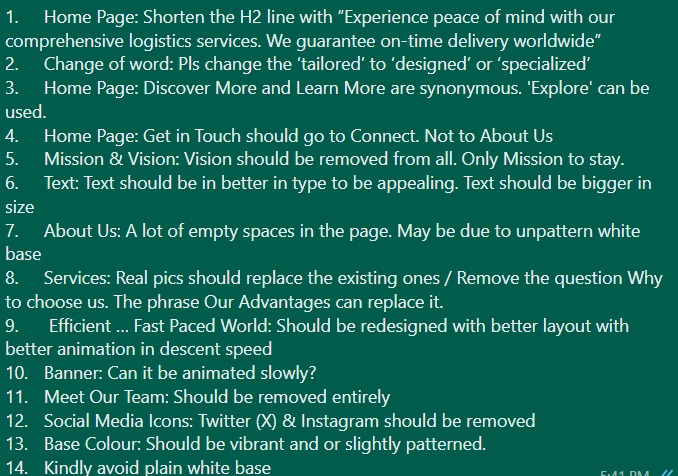 1. Home Page: Shorten the H2 line with “Experience peace of mind with our
comprehensive logistics services. We guarantee on-time delivery worldwide”
2. Change of word: Pls change the ‘tailored’ to ‘designed’ or ‘specialized’
3. Home Page: Discover More and Learn More are synonymous. 'Explore' can be
used.
4. Home Page: Get in Touch should go to Connect. Not to About Us
5. Mission & Vision: Vision should be removed from all. Only Mission to stay.
6. Text: Text should be in better in type to be appealing. Text should be bigger in
size
7. About Us: A lot of empty spaces in the page. May be due to unpattern white
base
8. Services: Real pics should replace the existing ones / Remove the question Why
to choose us. The phrase Our Advantages can replace it.
9. Efficient ... Fast Paced World: Should be redesigned with better layout with
better animation in descent speed
10. Banner: Can it be animated slowly?
11. Meet Our Team: Should be removed entirely
12. Social Media Icons: Twitter (X) & Instagram should be removed
13. Base Colour: Should be vibrant and or slightly patterned.
14. Kindly avoid plain white base
5:41 PM